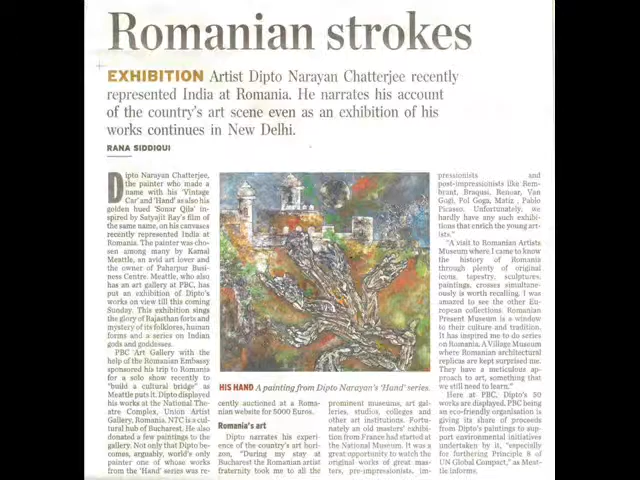 Romanian strokes
EXHIBITION Artist Dipto Narayan Chatterjee recently
represented India at Romania. He narrates his account
of the country's art scene even as an exhibition of his
works continues in New Delhi.
RANA SIDDIQUI
Dipto Narayan Chatterjee,
the painter who made a
name with his 'Vintage
Car' and 'Hand' as also his
golden hued 'Sonar Qila' in-
spired by Satyajit Ray's film of
the same name, on his canvases
recently represented India at
Romania. The painter was cho-
sen among many by Kamal
Meattle, an avid art lover and
the owner of Paharpur Busi-
ness Centre. Meattle, who also
has an art gallery at PBC, has
put an exhibition of Dipto's
works on view till this coming
Sunday. This exhibition sings
the glory of Rajasthan forts and
mystery of its folklores, human
forms and a series on Indian
gods and goddesses.
PBC Art Gallery with the
help of the Romanian Embassy
sponsored his trip to Romania
for a solo show recently to
"build a cultural bridge" as
Meattle puts it. Dipto displayed
his works at the National Thea-
tre Complex, Union Artist
Gallery, Romania. NTC is a cul-
tural hub of Bucharest. He also
donated a few paintings to the
gallery. Not only that Dipto be-
comes, arguably, world's only
painter one of whose works
from the 'Hand' series was re-
HIS HAND A painting from Dipto Narayan's 'Hand' series.
cently auctioned at a Roma-
nian website for 5000 Euros.
Romania's art
Dipto narrates his experi-
ence of the country's art hori-
zon, "During my stay at
Bucharest the Romanian artist
fraternity took me to all the
prominent museums, art gal-
leries, studios, colleges and
other art institutions. Fortu-
nately an old masters' exhibi-
tion from France had started at
the National Museum. It was a
great opportunity to watch the
original works of great mas-
ters, pre-impressionists, im-
pressionists and
post-impressionists like Rem-
brant, Braqusi, Renoar, Van
Gogi, Pol Goga, Matiz , Pablo
Picasso. Unfortunately, we
hardly have any such exhibi-
tions that enrich the young art-
ists."
"A visit to Romanian Artists
Museum where I came to know
the history of Romania
through plenty of original
icons, tapestry, sculptures,
paintings, crosses simultane-
ously is worth recalling. I was
amazed to see the other Eu-
ropean collections. Romanian
Present Museum is a window
to their culture and tradition.
It has inspired me to do series
on Romania. A Village Museum
where Romanian architectural
replicas are kept surprised me.
They have a meticulous ap-
proach to art, something that
we still need to learn."
Here at PBC, Dipto's 50
works are displayed. PBC being
an eco-friendly organisation is
giving its share of proceeds
from Dipto's paintings to sup-
port environmental initiatives
undertaken by it, "especially
for furthering Principle 8 of
UN Global Compact," as Meat-
tle informs.